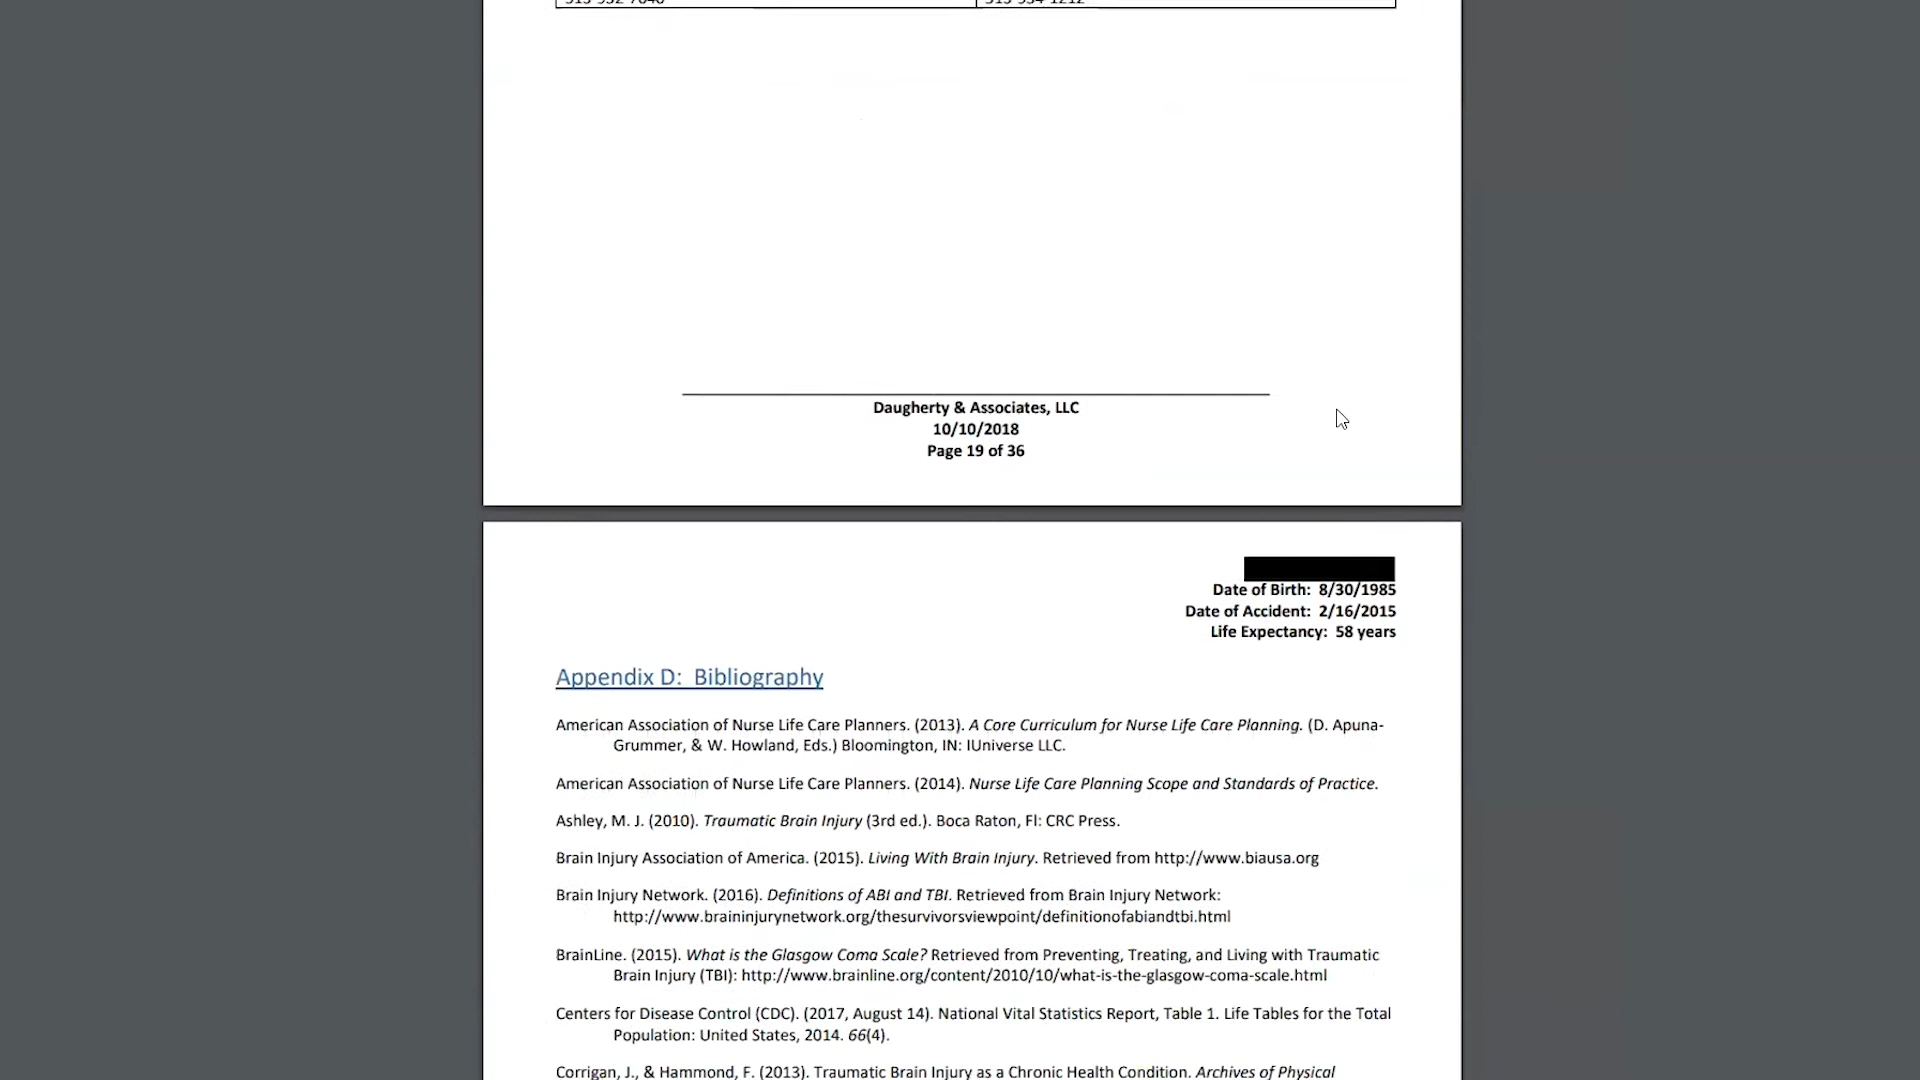 Daugherty & Associates, LLC
10/10/2018
Page 19 of 36
Date of Birth: 8/30/1985
Date of Accident: 2/16/2015
Life Expectancy: 58 years
Appendix D: Bibliography
American Association of Nurse Life Care Planners. (2013). A Core Curriculum for Nurse Life Care Planning. (D. Apuna-
Grummer, & W. Howland, Eds.) Bloomington, IN: IUniverse LLC.
American Association of Nurse Life Care Planners. (2014). Nurse Life Care Planning Scope and Standards of Practice.
Ashley, M. J. (2010). Traumatic Brain Injury (3rd ed.). Boca Raton, Fl: CRC Press.
Brain Injury Association of America. (2015). Living With Brain Injury. Retrieved from http://www.biausa.org
Brain Injury Network. (2016). Definitions of ABI and TBI. Retrieved from Brain Injury Network:
http://www.braininjurynetwork.org/thesurvivorsviewpoint/definitionofabiandtbi.html
BrainLine. (2015). What is the Glasgow Coma Scale? Retrieved from Preventing, Treating, and Living with Traumatic
Brain Injury (TBI): http://www.brainline.org/content/2010/10/what-is-the-glasgow-coma-scale.html
Centers for Disease Control (CDC). (2017, August 14). National Vital Statistics Report, Table 1. Life Tables for the Total
Population: United States, 2014. 66(4).
Corrigan, J., & Hammond, F. (2013). Traumatic Brain Injury as a Chronic Health Condition. Archives of Physical